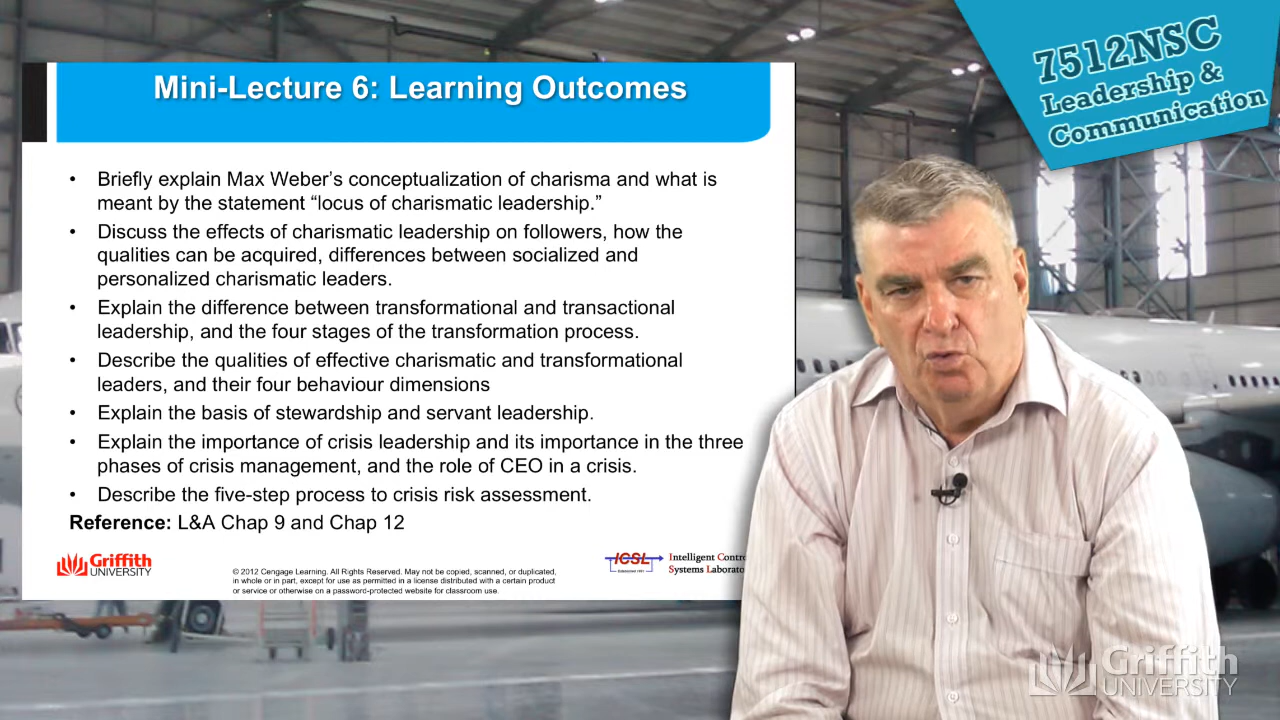 7512NSC
Leadership &
Communication
Mini-Lecture 6: Learning Outcomes
• Briefly explain Max Weber's conceptualization of charisma and what is
meant by the statement “locus of charismatic leadership.”
• Discuss the effects of charismatic leadership on followers, how the
qualities can be acquired, differences between socialized and
personalized charismatic leaders.
• Explain the difference between transformational and transactional
leadership, and the four stages of the transformation process.
• Describe the qualities of effective charismatic and transformational
leaders, and their four behaviour dimensions
• Explain the basis of stewardship and servant leadership.
• Explain the importance of crisis leadership and its importance in the three
phases of crisis management, and the role of CEO in a crisis.
• Describe the five-step process to crisis risk assessment.
Reference: L&A Chap 9 and Chap 12
Griffith
UNIVERSITY
© 2012 Cengage Learning. All Rights Reserved. May not be copied, scanned, or duplicated,
in whole or in part, except for use as permitted in a license distributed with a certain product
or service or otherwise on a password-protected website for classroom use.
ICSL
Intelligent Contro
Systems Laborato
Griffith
UNIVERSITY